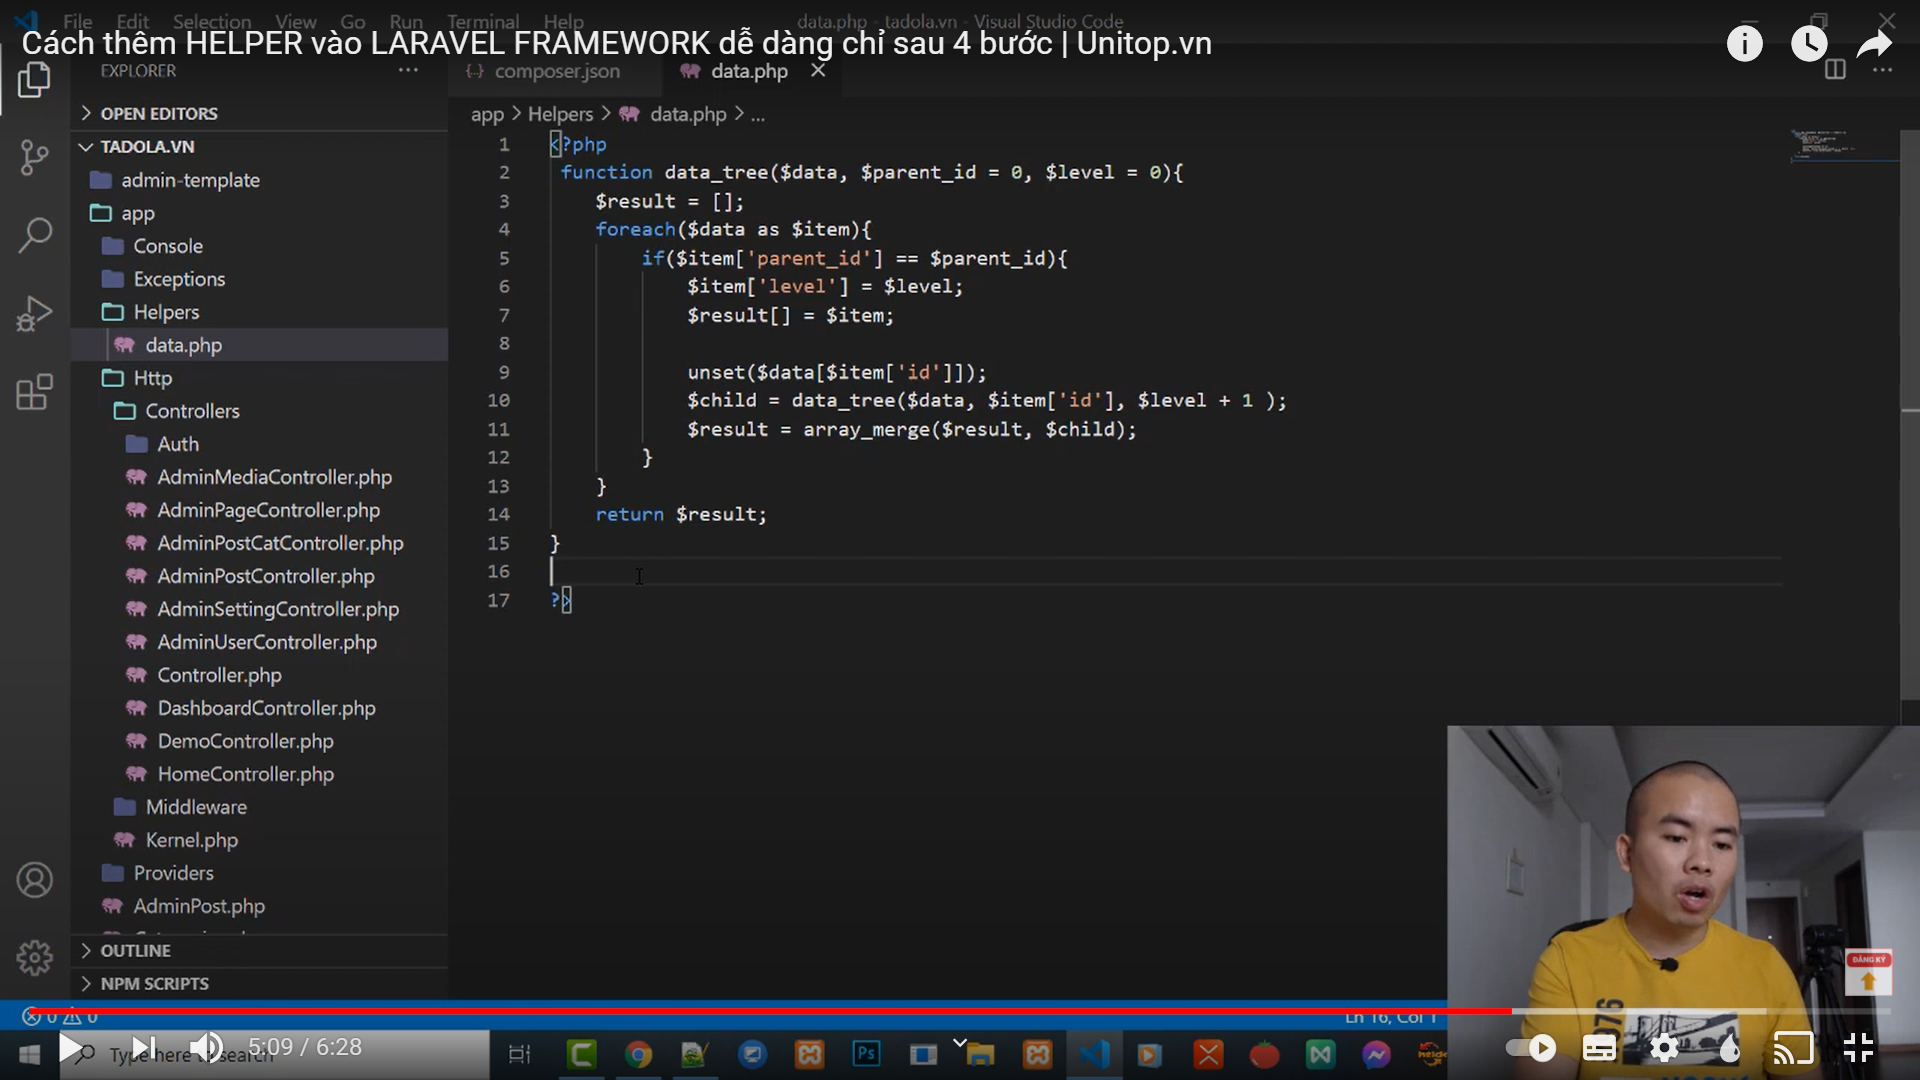 File Edit Selection View Go Run Terminal Help data.php - tadola.vn - Visual Studio Code
Cách thêm HELPER vào LARAVEL FRAMEWORK dễ dàng chỉ sau 4 bước | Unitop.vn
EXPLORER
composer.json
data.php
OPEN EDITORS
TADOLA.VN
admin-template
app
Console
Exceptions
Helpers
data.php
Http
Controllers
Auth
AdminMediaController.php
AdminPageController.php
AdminPostCatController.php
AdminPostController.php
AdminSettingController.php
AdminUserController.php
Controller.php
DashboardController.php
DemoController.php
HomeController.php
Middleware
Kernel.php
Providers
AdminPost.php
OUTLINE
NPM SCRIPTS
app > Helpers > data.php > ...
1 <?php
2 function data_tree($data, $parent_id = 0, $level = 0){
3 $result = [];
4 foreach($data as $item){
5 if($item['parent_id'] == $parent_id){
6 $item['level'] = $level;
7 $result[] = $item;
8
9 unset($data[$item['id']]);
10 $child = data_tree($data, $item['id'], $level + 1 );
11 $result = array_merge($result, $child);
12 }
13 }
14 return $result;
15 }
16
17 ?>
ĐĂNG KÝ
0 0
Ln 16, Col 1
Type here to search
5:09 / 6:28
Ps